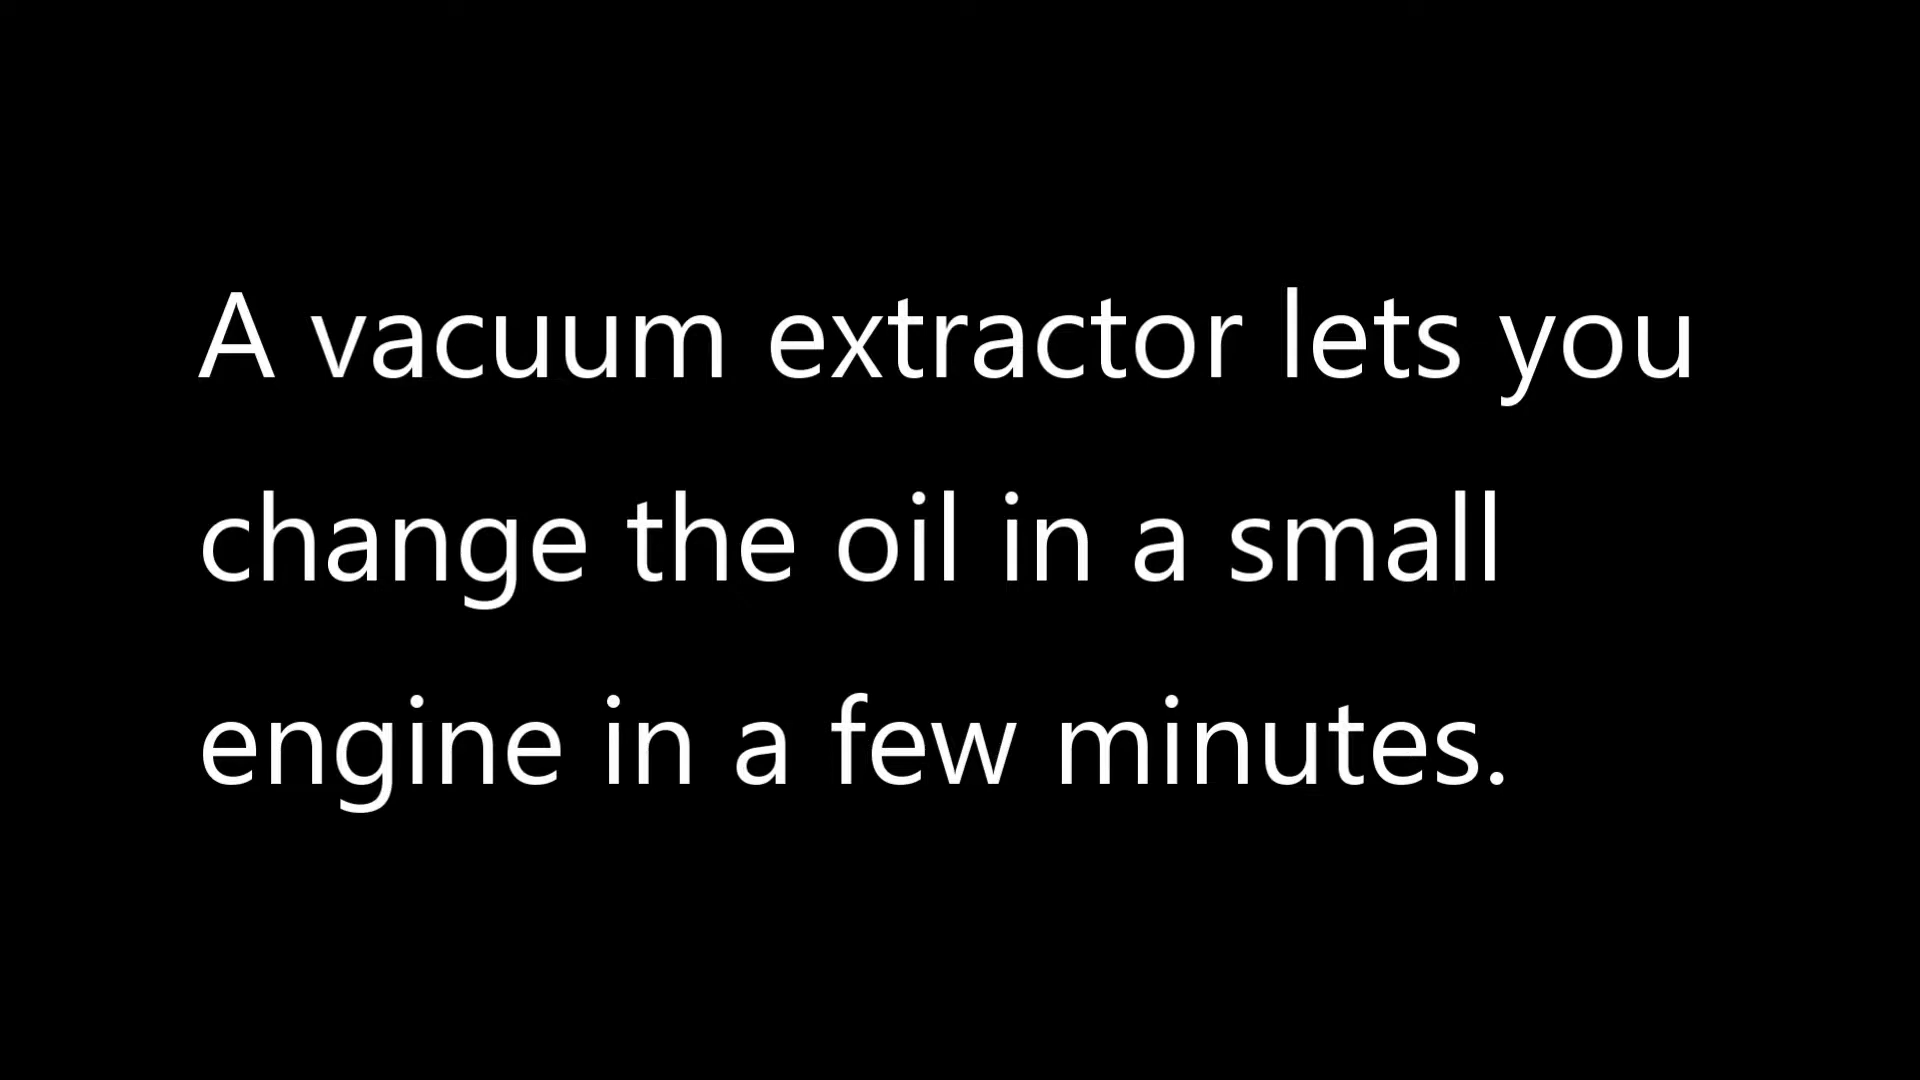 A vacuum extractor lets you
change the oil in a small
engine in a few minutes.